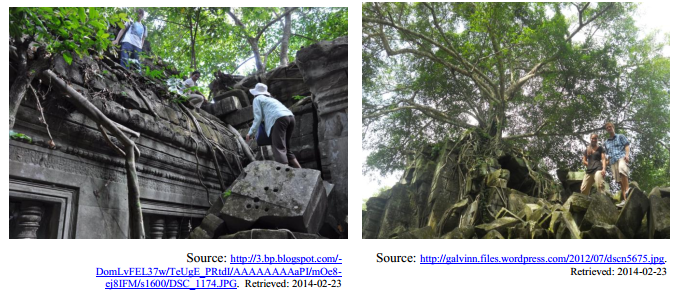 Source: http://3.bp.blogspot.com/-
DomLvFEL37w/TeUgE_PRtdI/AAAAAAAAaPI/mOe8-
ej8IFM/s1600/DSC_1174.JPG. Retrieved: 2014-02-23
Source: http://galvinn.files.wordpress.com/2012/07/dscn5675.jpg.
Retrieved: 2014-02-23